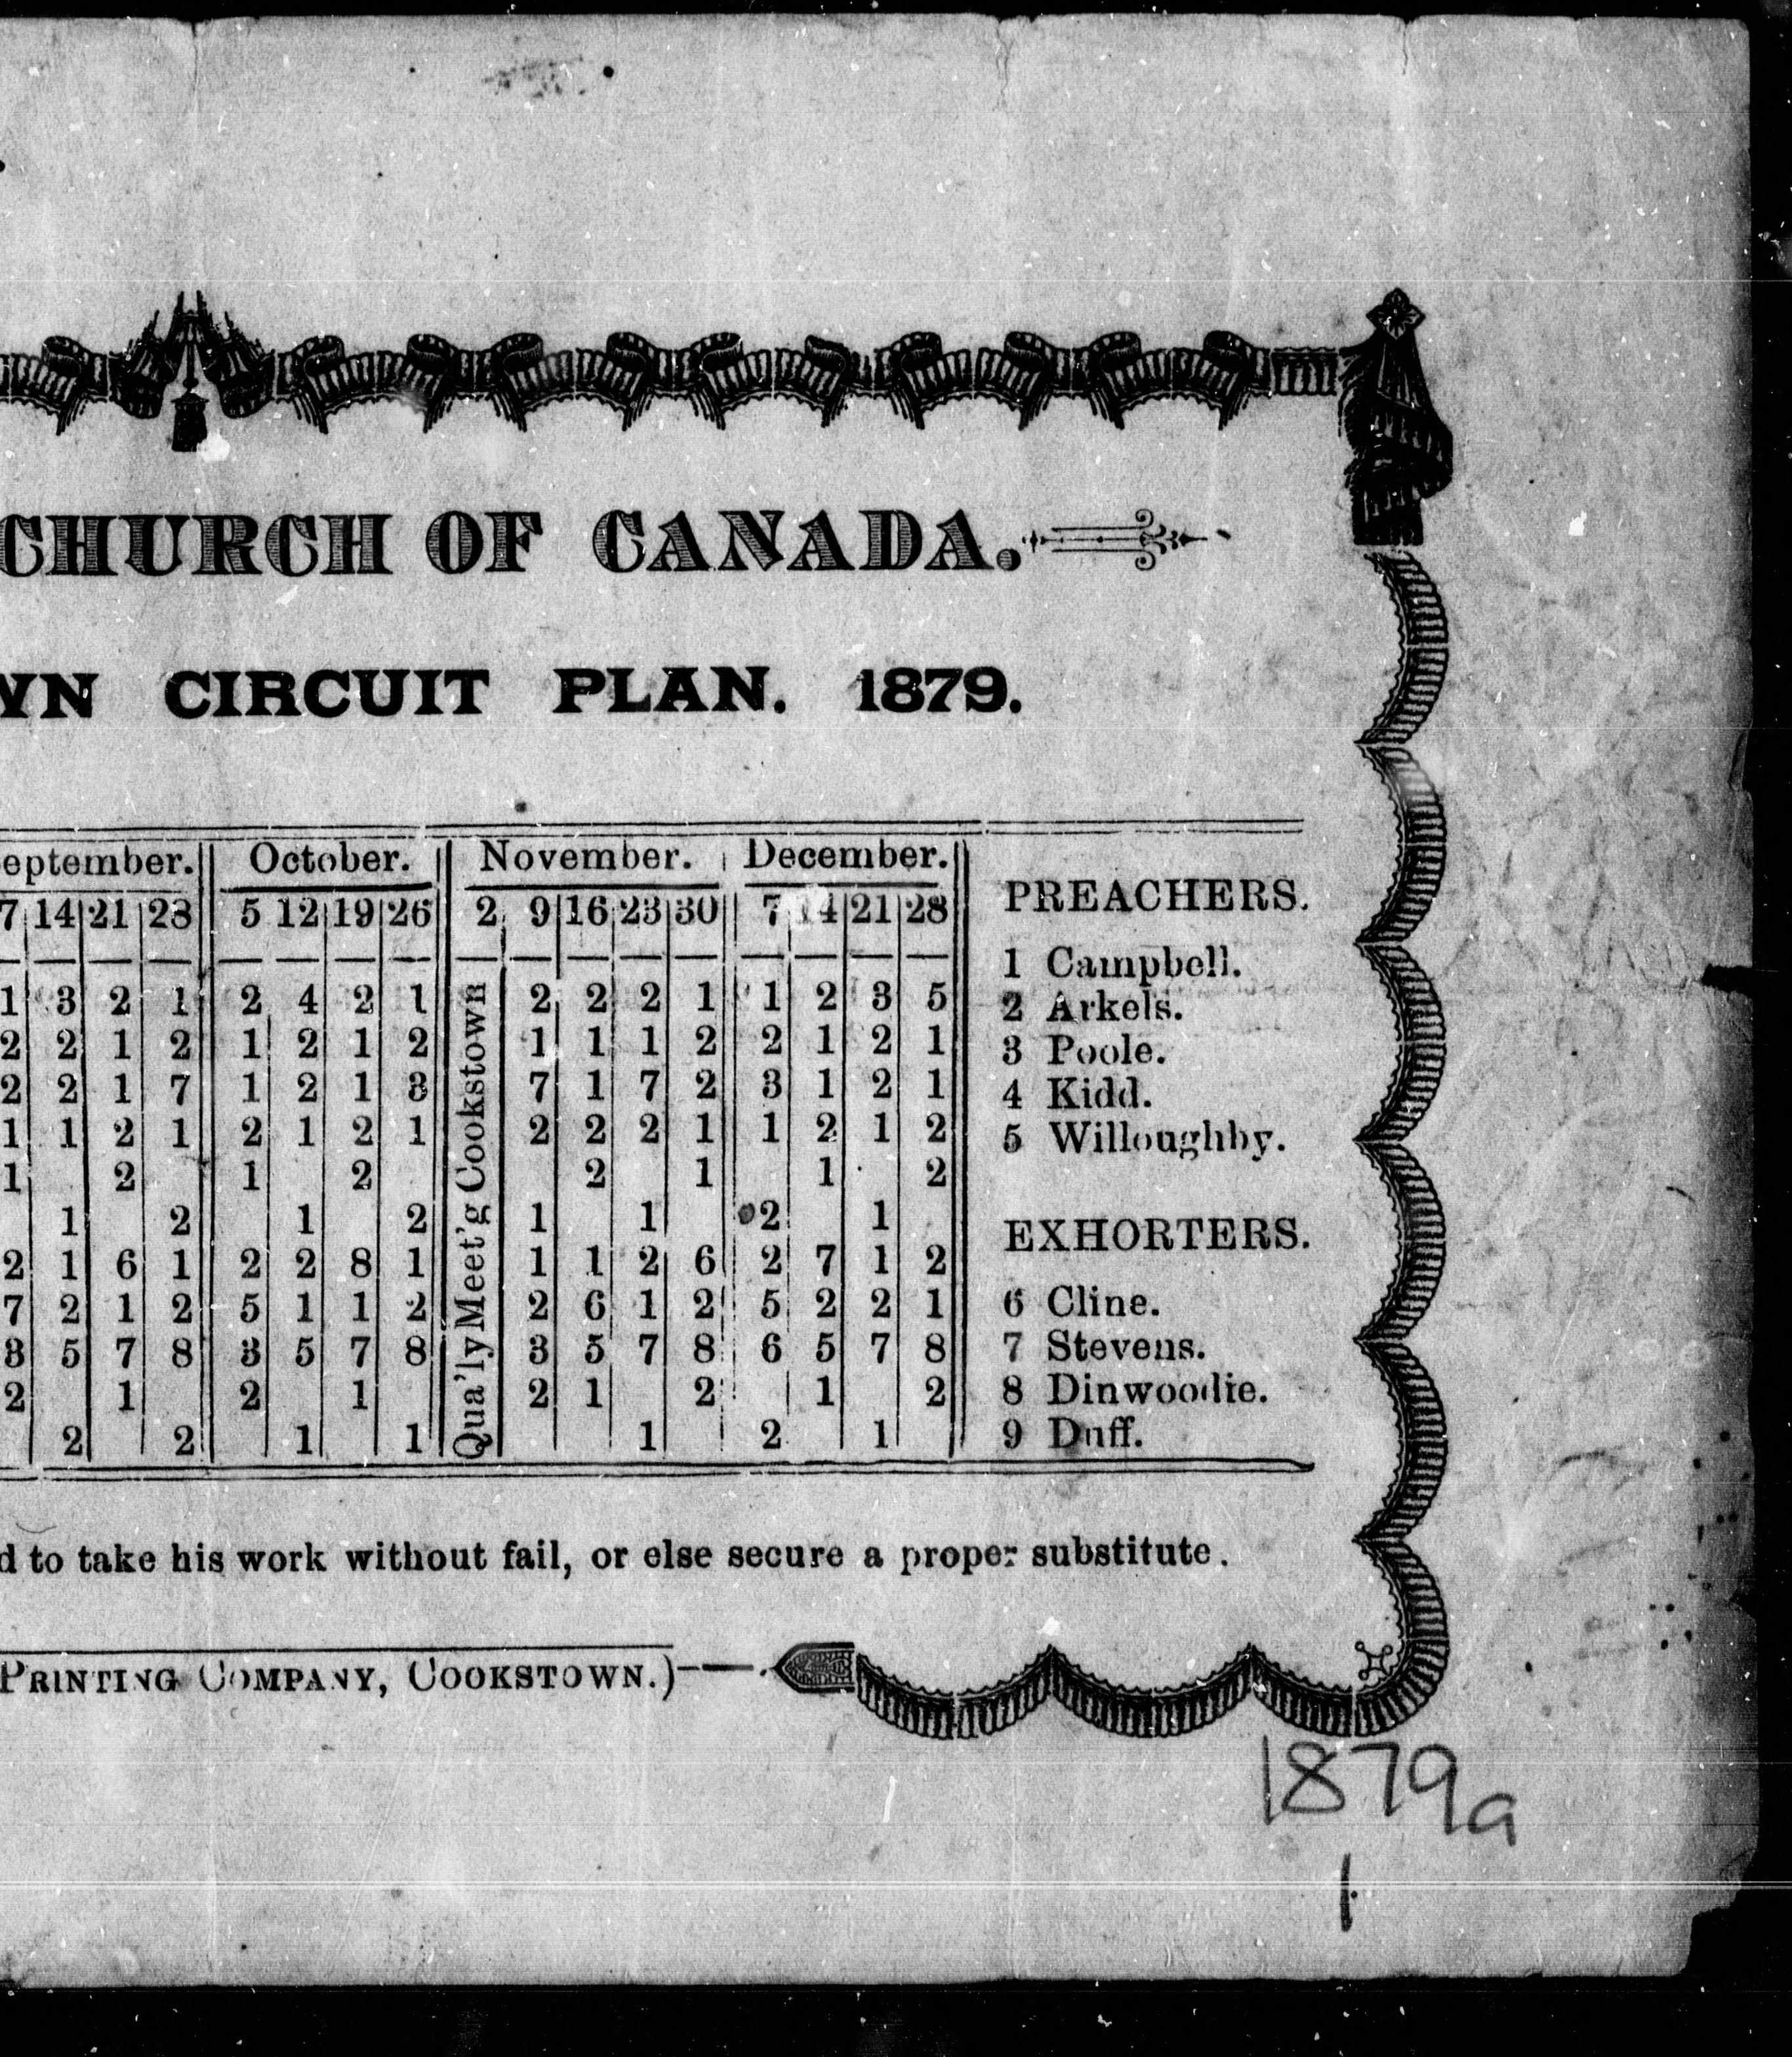 CHURCH OF CANADA.
WN CIRCUIT PLAN. 1879.
eptember. October. November. December.
7 14 21 28 5 12 19 26 2 9 16 23 30 7 14 21 28
1 3 2 1 2 4 2 1 2 2 2 1 1 2 3 5
2 2 1 2 1 2 1 2 1 1 1 2 2 1 2 1
2 2 1 7 1 2 1 3 7 1 7 2 3 1 2 1
1 1 2 1 2 1 2 1 2 2 2 1 1 2 1 2
1 2 1 2 2 1 1 2
1 2 1 2 1 1 2 1
2 1 6 1 2 2 8 1 1 1 2 6 2 7 1 2
7 2 1 2 5 1 1 2 2 6 1 2 5 2 2 1
3 5 7 8 3 5 7 8 3 5 7 8 6 5 7 8
2 1 2 1 2 1 2 1 2
2 2 1 1 1 2 1
Qua'ly Meet'g Cookstown
PREACHERS.
1 Campbell.
2 Arkels.
3 Poole.
4 Kidd.
5 Willoughby.
EXHORTERS.
6 Cline.
7 Stevens.
8 Dinwoodie.
9 Duff.
d to take his work without fail, or else secure a proper substitute.
PRINTING COMPANY, COOKSTOWN.)
1879a
1